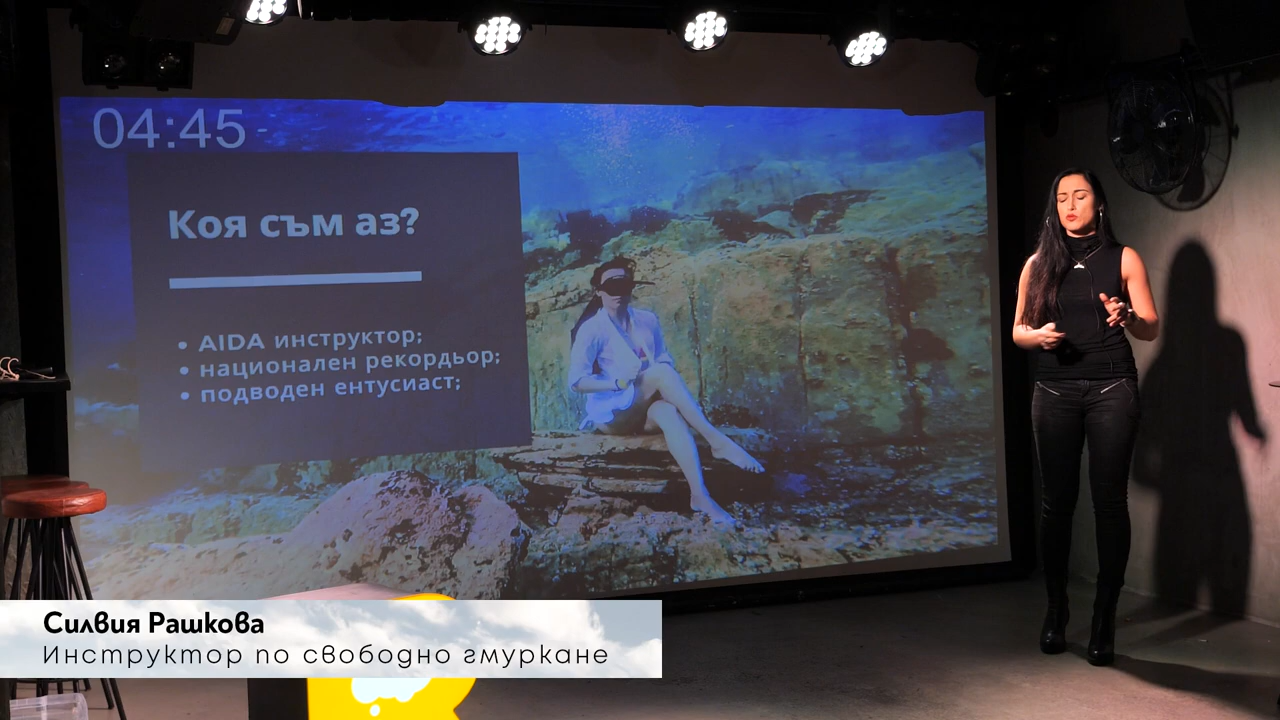 04:45
Коя съм аз?
• AIDA инструктор;
• национален рекордьор;
• подводен ентусиаст;
Силвия Рашкова
Инструктор по свободно гмуркане